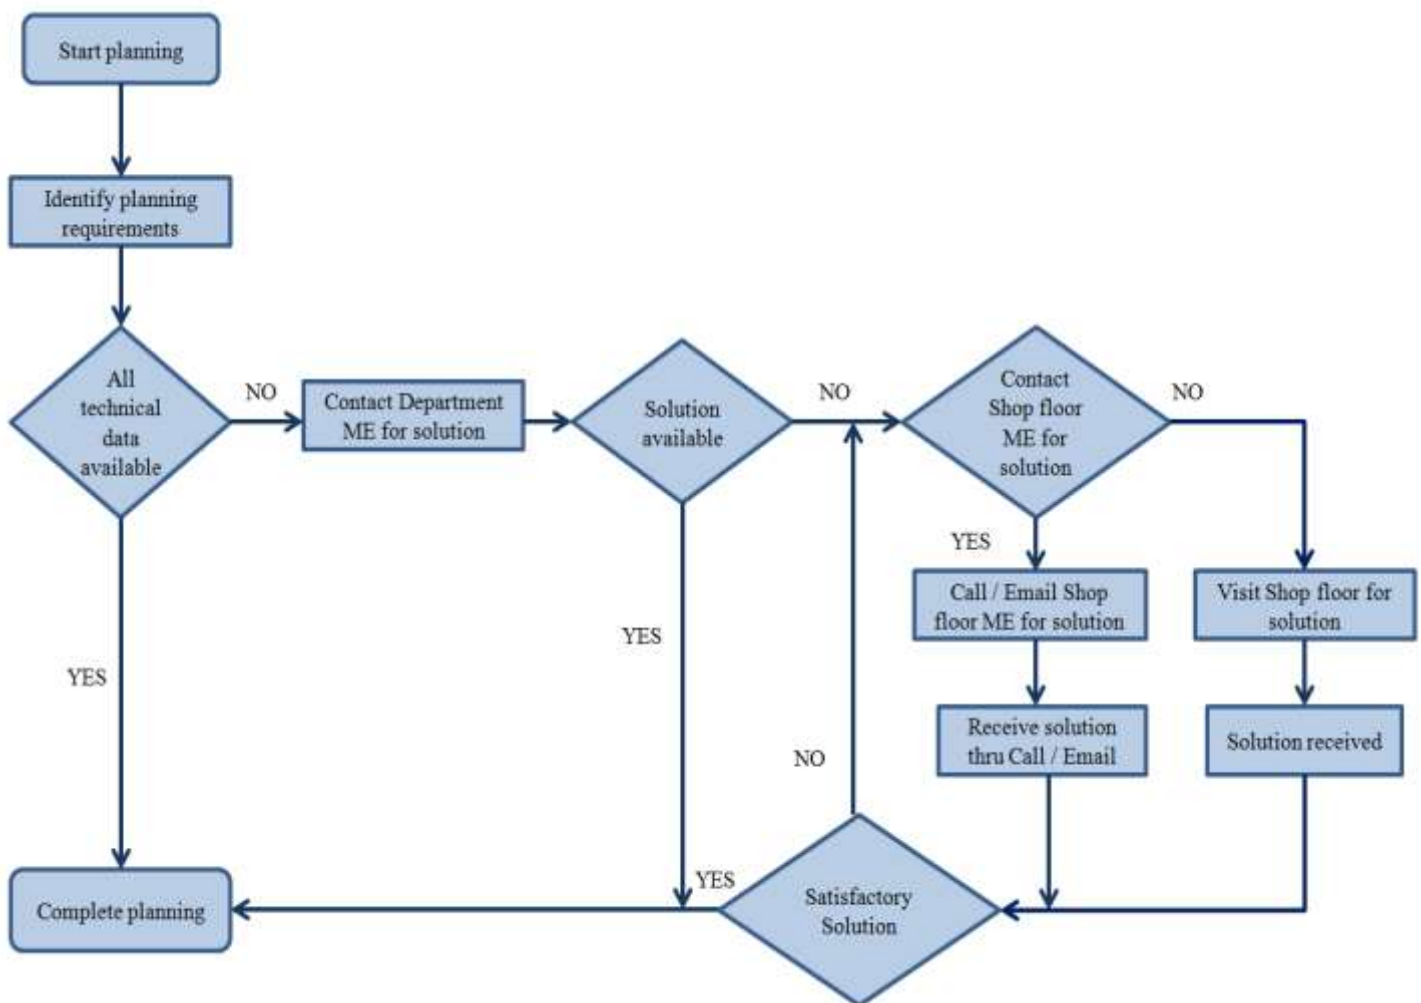 Start planning
Identify planning
requirements
All
technical
data
available
NO
Contact Department
ME for solution
Solution
available
NO
Contact
Shop floor
ME for
solution
NO
YES
Call / Email Shop
floor ME for solution
Visit Shop floor for
solution
YES
YES
Receive solution
thru Call / Email
Solution received
NO
YES
Satisfactory
Solution
Complete planning